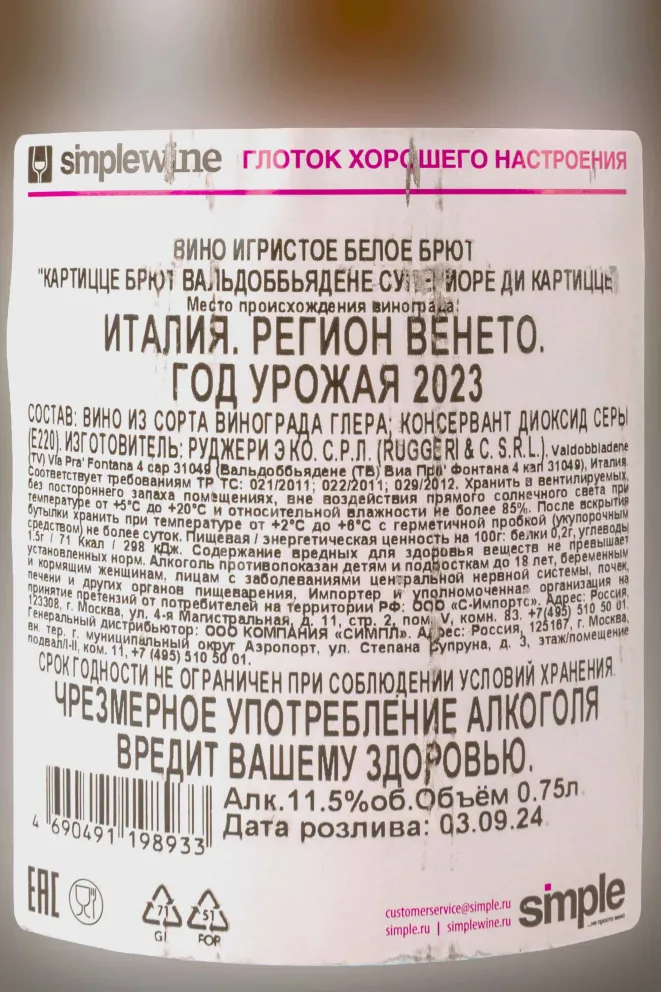 simplewine ГЛОТОК ХОРОШЕГО НАСТРОЕНИЯ
ВИНО ИГРИСТОЕ БЕЛОЕ БРЮТ
"КАРТИЦЦЕ БРЮТ ВАЛЬДОББЬЯДЕНЕ СУПЕРИОРЕ ДИ КАРТИЦЦЕ"
Место происхождения винограда:
ИТАЛИЯ. РЕГИОН ВЕНЕТО.
ГОД УРОЖАЯ 2023
СОСТАВ: ВИНО ИЗ СОРТА ВИНОГРАДА ГЛЕРА; КОНСЕРВАНТ ДИОКСИД СЕРЫ
(E220). ИЗГОТОВИТЕЛЬ: РУДЖЕРИ Э КО. С.Р.Л. (RUGGERI & C. S.R.L.), Valdobbiadene
(TV) Via Pra' Fontana 4 cap 31049 (Вальдоббьядене (ТВ) Виа Пра' Фонтана 4 кап 31049), Италия.
Соответствует требованиям ТР ТС: 021/2011; 022/2011; 029/2012. Хранить в вентилируемых,
без постороннего запаха помещениях, вне воздействия прямого солнечного света при
температуре от +5°С до +20°С и относительной влажности не более 85%. После вскрытия
бутылки хранить при температуре от +2°С до +6°С с герметичной пробкой (укупорочным
средством) не более суток. Пищевая / энергетическая ценность на 100г: белки 0,2г, углеводы
1.5г / 71 Ккал / 298 кДж. Содержание вредных для здоровья веществ не превышает
установленных норм. Алкоголь противопоказан детям и подросткам до 18 лет, беременным
и кормящим женщинам, лицам с заболеваниями центральной нервной системы, почек,
печени и других органов пищеварения. Импортер и уполномоченная организация на
принятие претензий от потребителей на территории РФ: ООО «С-Импортс». Адрес: Россия,
123308, г. Москва, ул. 4-я Магистральная, д. 11, стр. 2, пом. V, комн. 83. +7(495) 510 50 01.
Генеральный дистрибьютор: ООО КОМПАНИЯ «СИМПЛ». Адрес: Россия, 125167, г. Москва,
вн. тер. г. муниципальный округ Аэропорт, ул. Степана Супруна, д. 3, этаж/помещение
подвал/I-II, ком. 11, +7 (495) 510 50 01.
СРОК ГОДНОСТИ НЕ ОГРАНИЧЕН ПРИ СОБЛЮДЕНИИ УСЛОВИЙ ХРАНЕНИЯ.
ЧРЕЗМЕРНОЕ УПОТРЕБЛЕНИЕ АЛКОГОЛЯ
ВРЕДИТ ВАШЕМУ ЗДОРОВЬЮ.
Алк.11.5%об.Объём 0.75л.
Дата розлива: 03.09.24
4 690491 198933
EAC
71
GL
51
FOR
customerservice@simple.ru
simple.ru | simplewine.ru
simple
...не просто вино